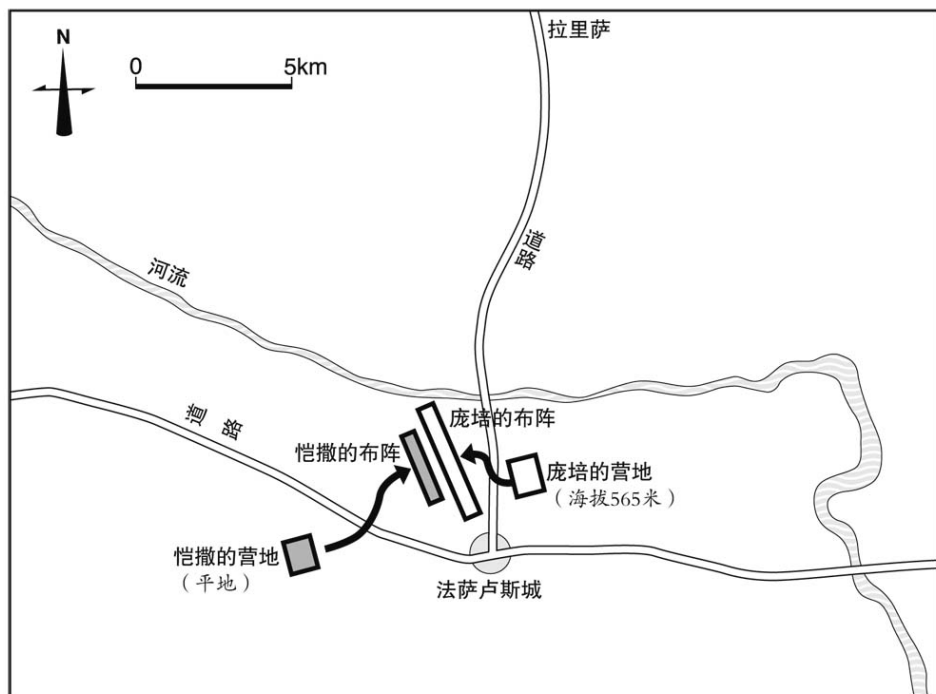 拉里萨
N
0 5km
道路
河流
道路
庞培的布阵
恺撒的布阵
庞培的营地
（海拔565米）
恺撒的营地
（平地）
法萨卢斯城